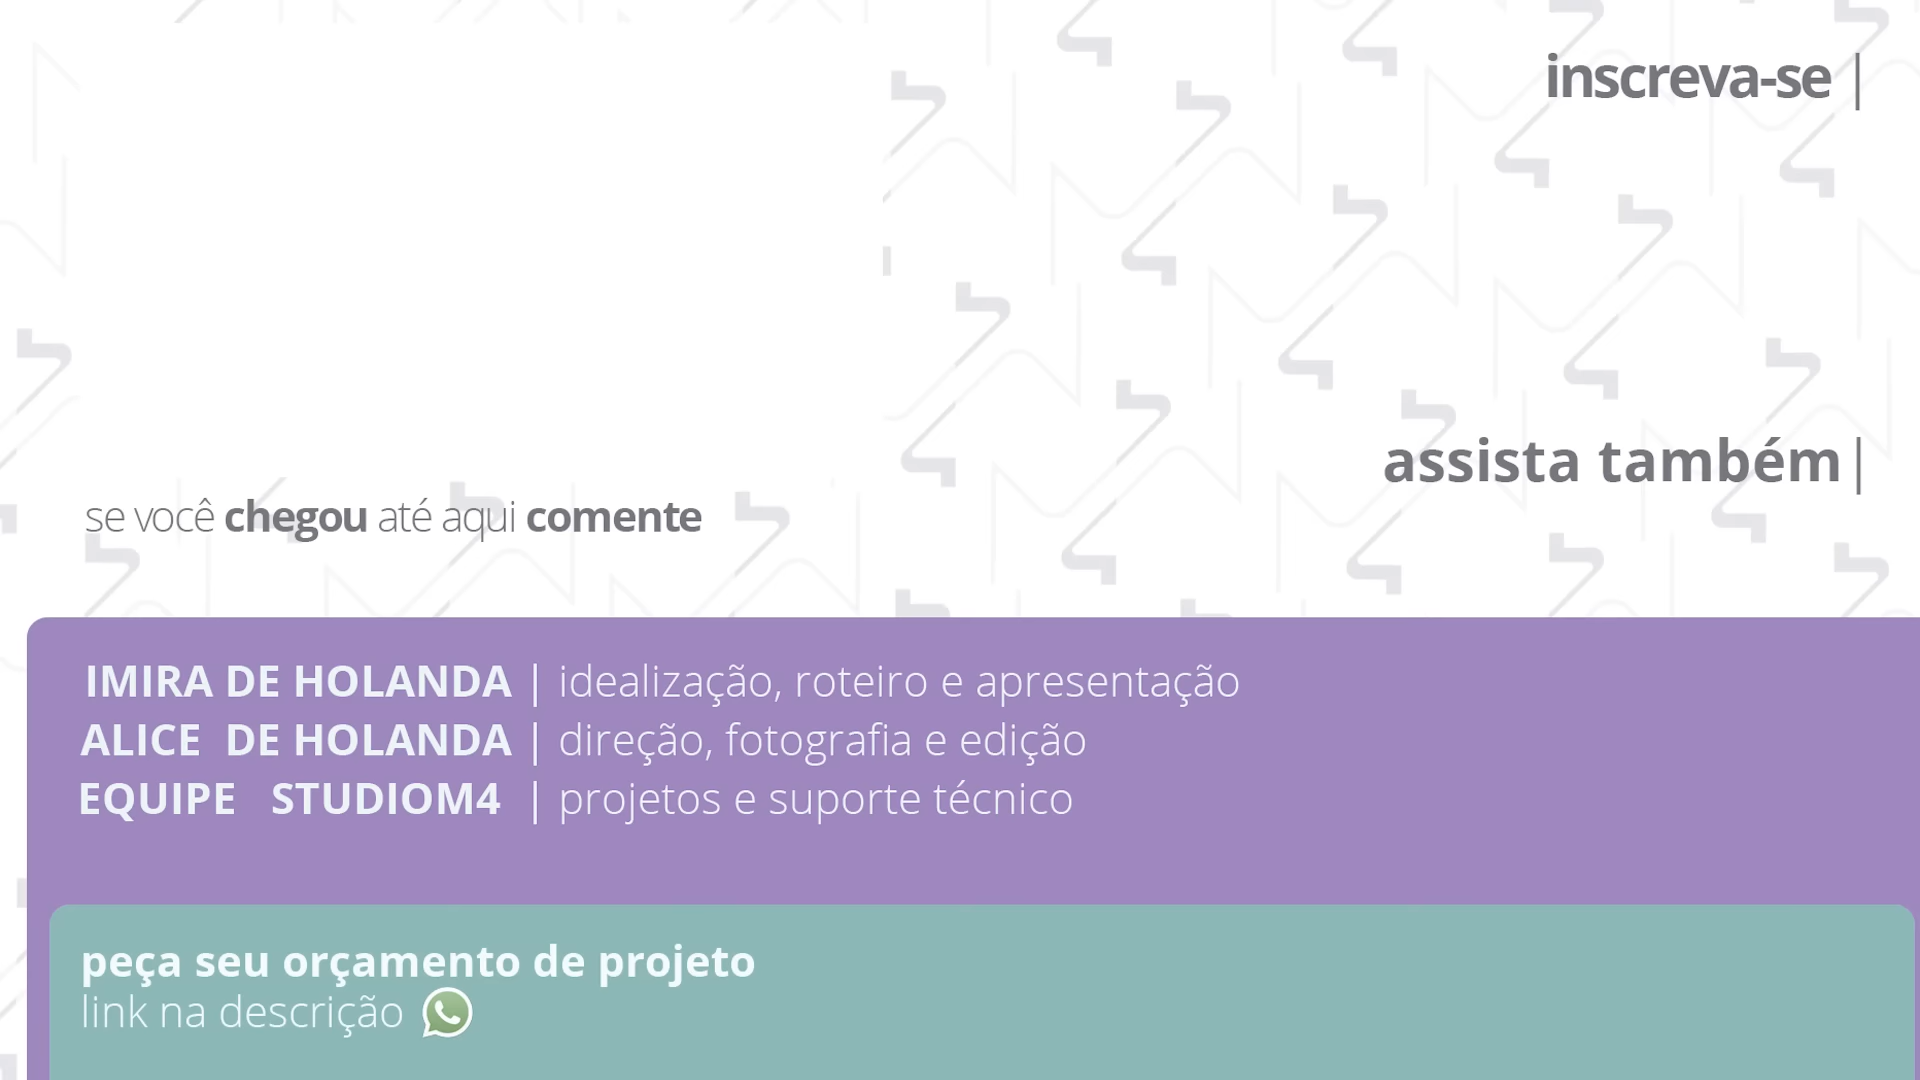 inscreva-se |
assista também|
se você chegou até aqui comente
IMIRA DE HOLANDA | idealização, roteiro e apresentação
ALICE DE HOLANDA | direção, fotografia e edição
EQUIPE STUDIOM4 | projetos e suporte técnico
peça seu orçamento de projeto
link na descrição